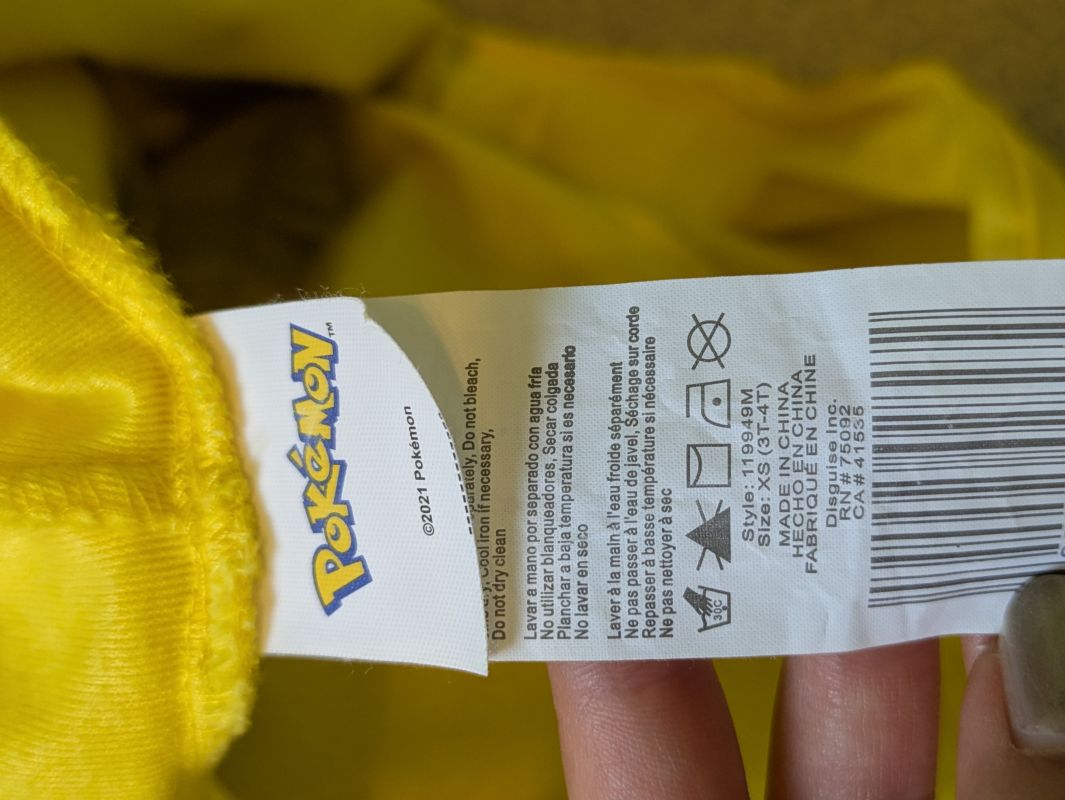 POKéMON™
©2021 Pokémon
Do not bleach,
Cool iron if necessary,
Do not dry clean
Lavar a mano por separado con agua fría
No utilizar blanqueadores, Secar colgada
Planchar a baja temperatura si es necesario
No lavar en seco
Laver à la main à l'eau froide séparément
Ne pas passer à l'eau de javel, Séchage sur corde
Repasser à basse température si nécessaire
Ne pas nettoyer à sec
30C
Style: 119949M
Size: XS (3T-4T)
MADE IN CHINA
HECHO EN CHINA
FABRIQUÉ EN CHINE
Disguise Inc.
RN# 75092
CA# 41535